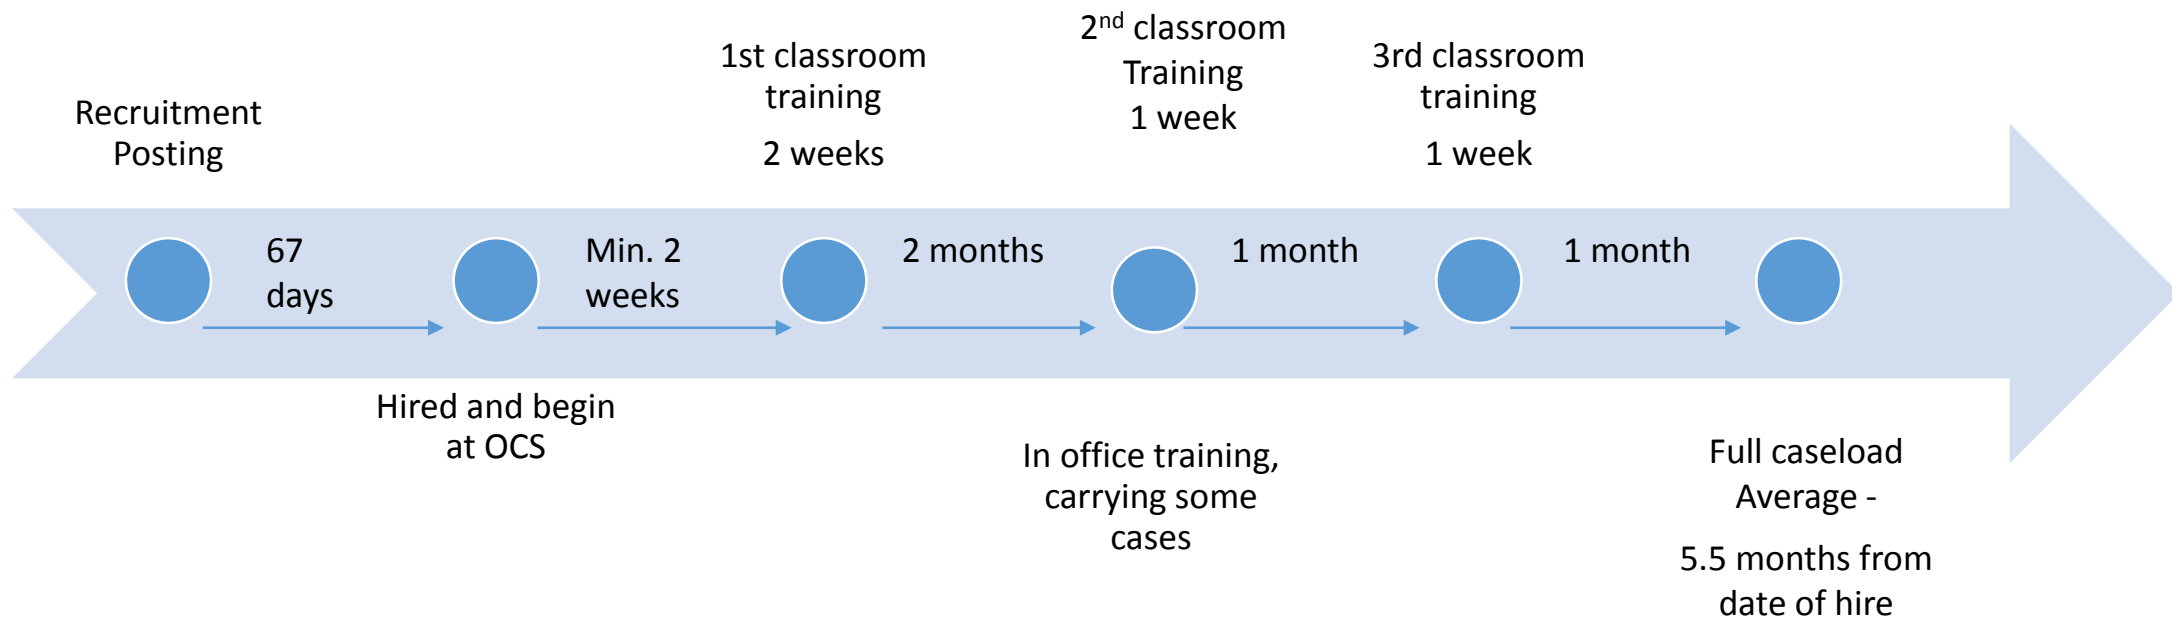 Recruitment
Posting
67
days
Hired and begin
at OCS
Min. 2
weeks
1st classroom
training
2 weeks
2 months
2nd classroom
Training
1 week
In office training,
carrying some
cases
1 month
3rd classroom
training
1 week
1 month
Full caseload
Average -
5.5 months from
date of hire